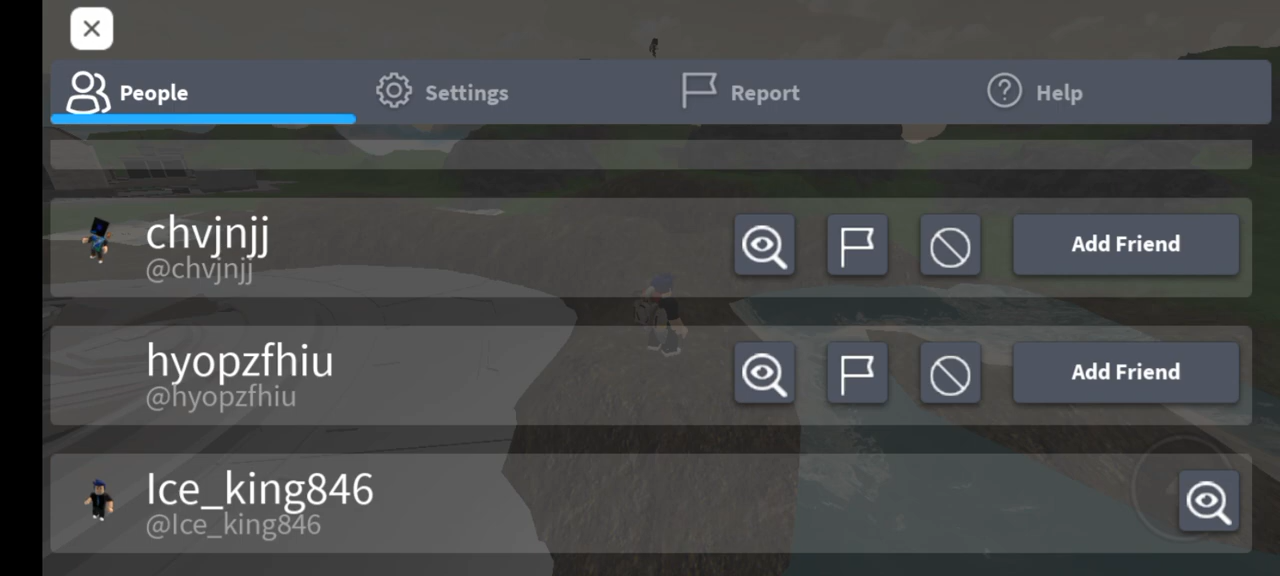 People
Settings
Report
Help
chvjnjj
@chvjnjj
Add Friend
hyopzfhiu
@hyopzfhiu
Add Friend
Ice_king846
@Ice_king846